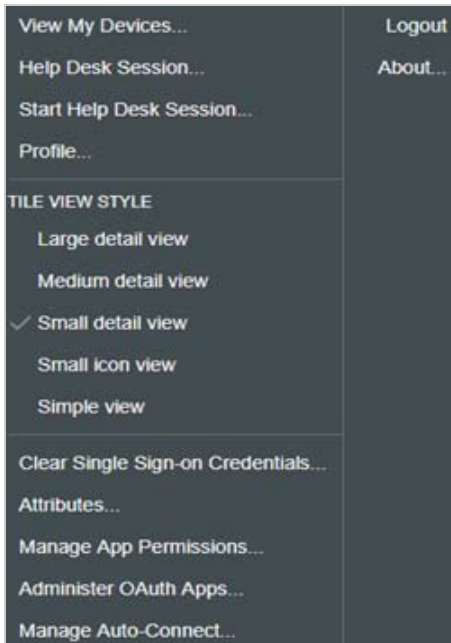 View My Devices...
Help Desk Session...
Start Help Desk Session...
Profile...
TILE VIEW STYLE
Large detail view
Medium detail view
Small detail view
Small icon view
Simple view
Clear Single Sign-on Credentials...
Attributes...
Manage App Permissions...
Administer OAuth Apps...
Manage Auto-Connect...
Logout
About...